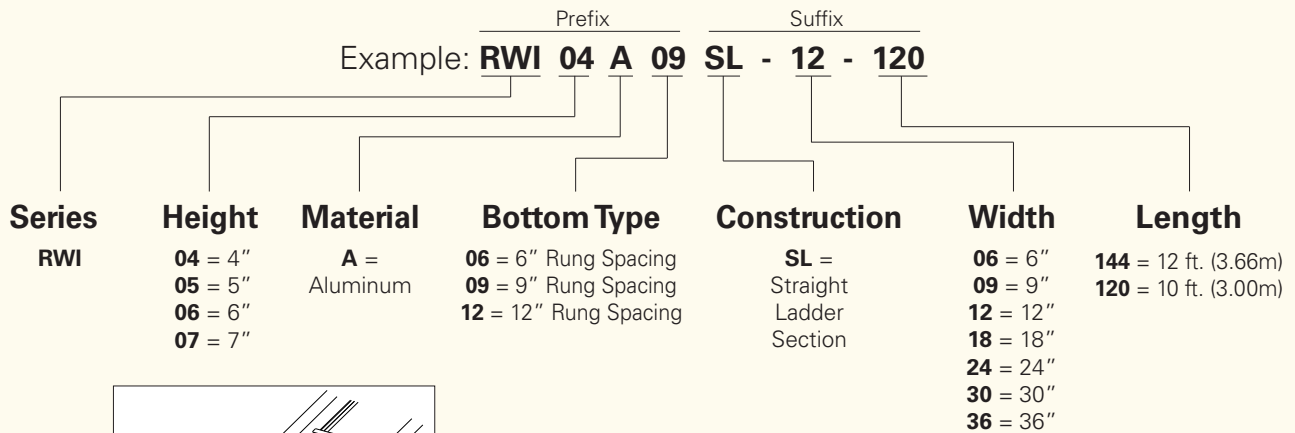 Prefix Suffix
Example: RWI 04 A 09 SL - 12 - 120
Series Height Material Bottom Type Construction Width Length
RWI
04 = 4″
05 = 5″
06 = 6″
07 = 7″
A =
Aluminum
06 = 6″ Rung Spacing
09 = 9″ Rung Spacing
12 = 12″ Rung Spacing
SL =
Straight
Ladder
Section
06 = 6″
09 = 9″
12 = 12″
18 = 18″
24 = 24″
30 = 30″
36 = 36″
144 = 12 ft. (3.66m)
120 = 10 ft. (3.00m)